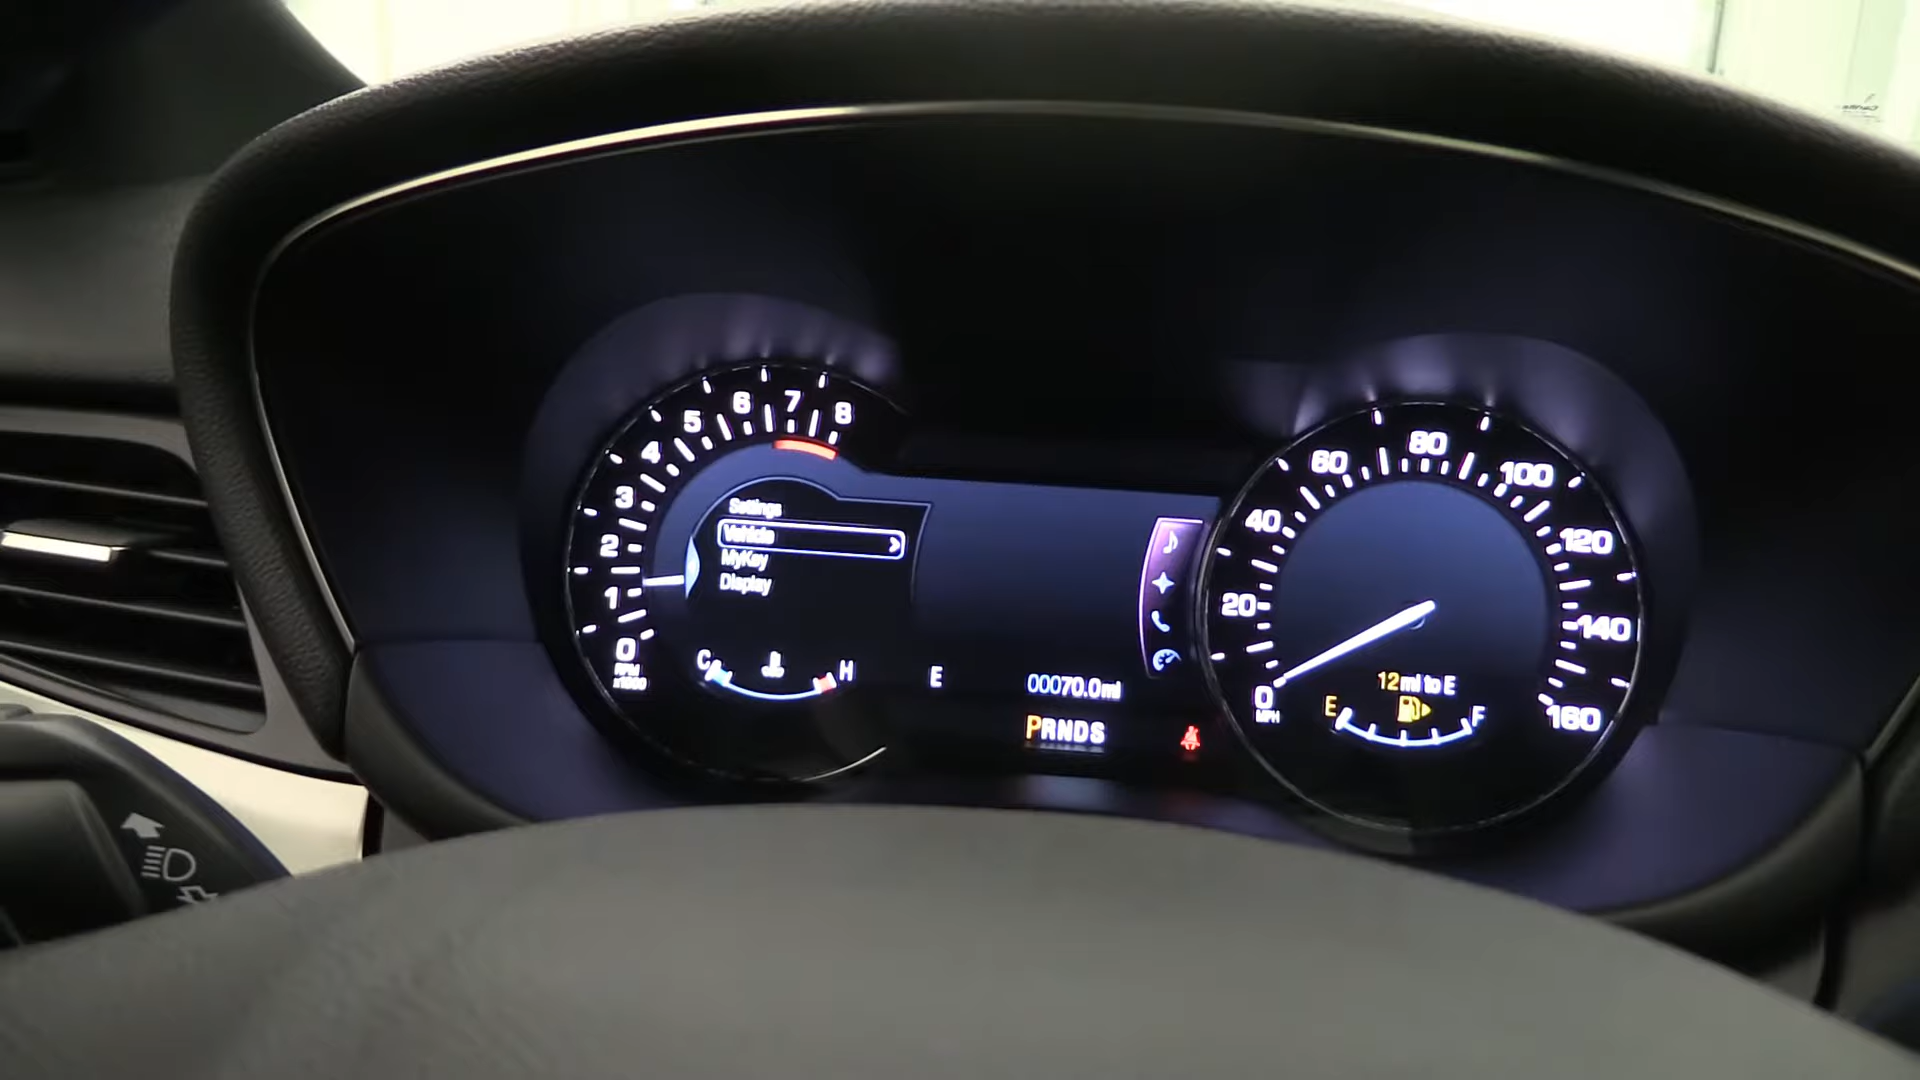 8
7
6
5
4
3
2
1
0
RPM
x1000
Settings
Vehicle
MyKey
Display
C
H
E
00070.0mi
PRNDS
0
MPH
20
40
60
80
100
120
140
160
12mi to E
E
F